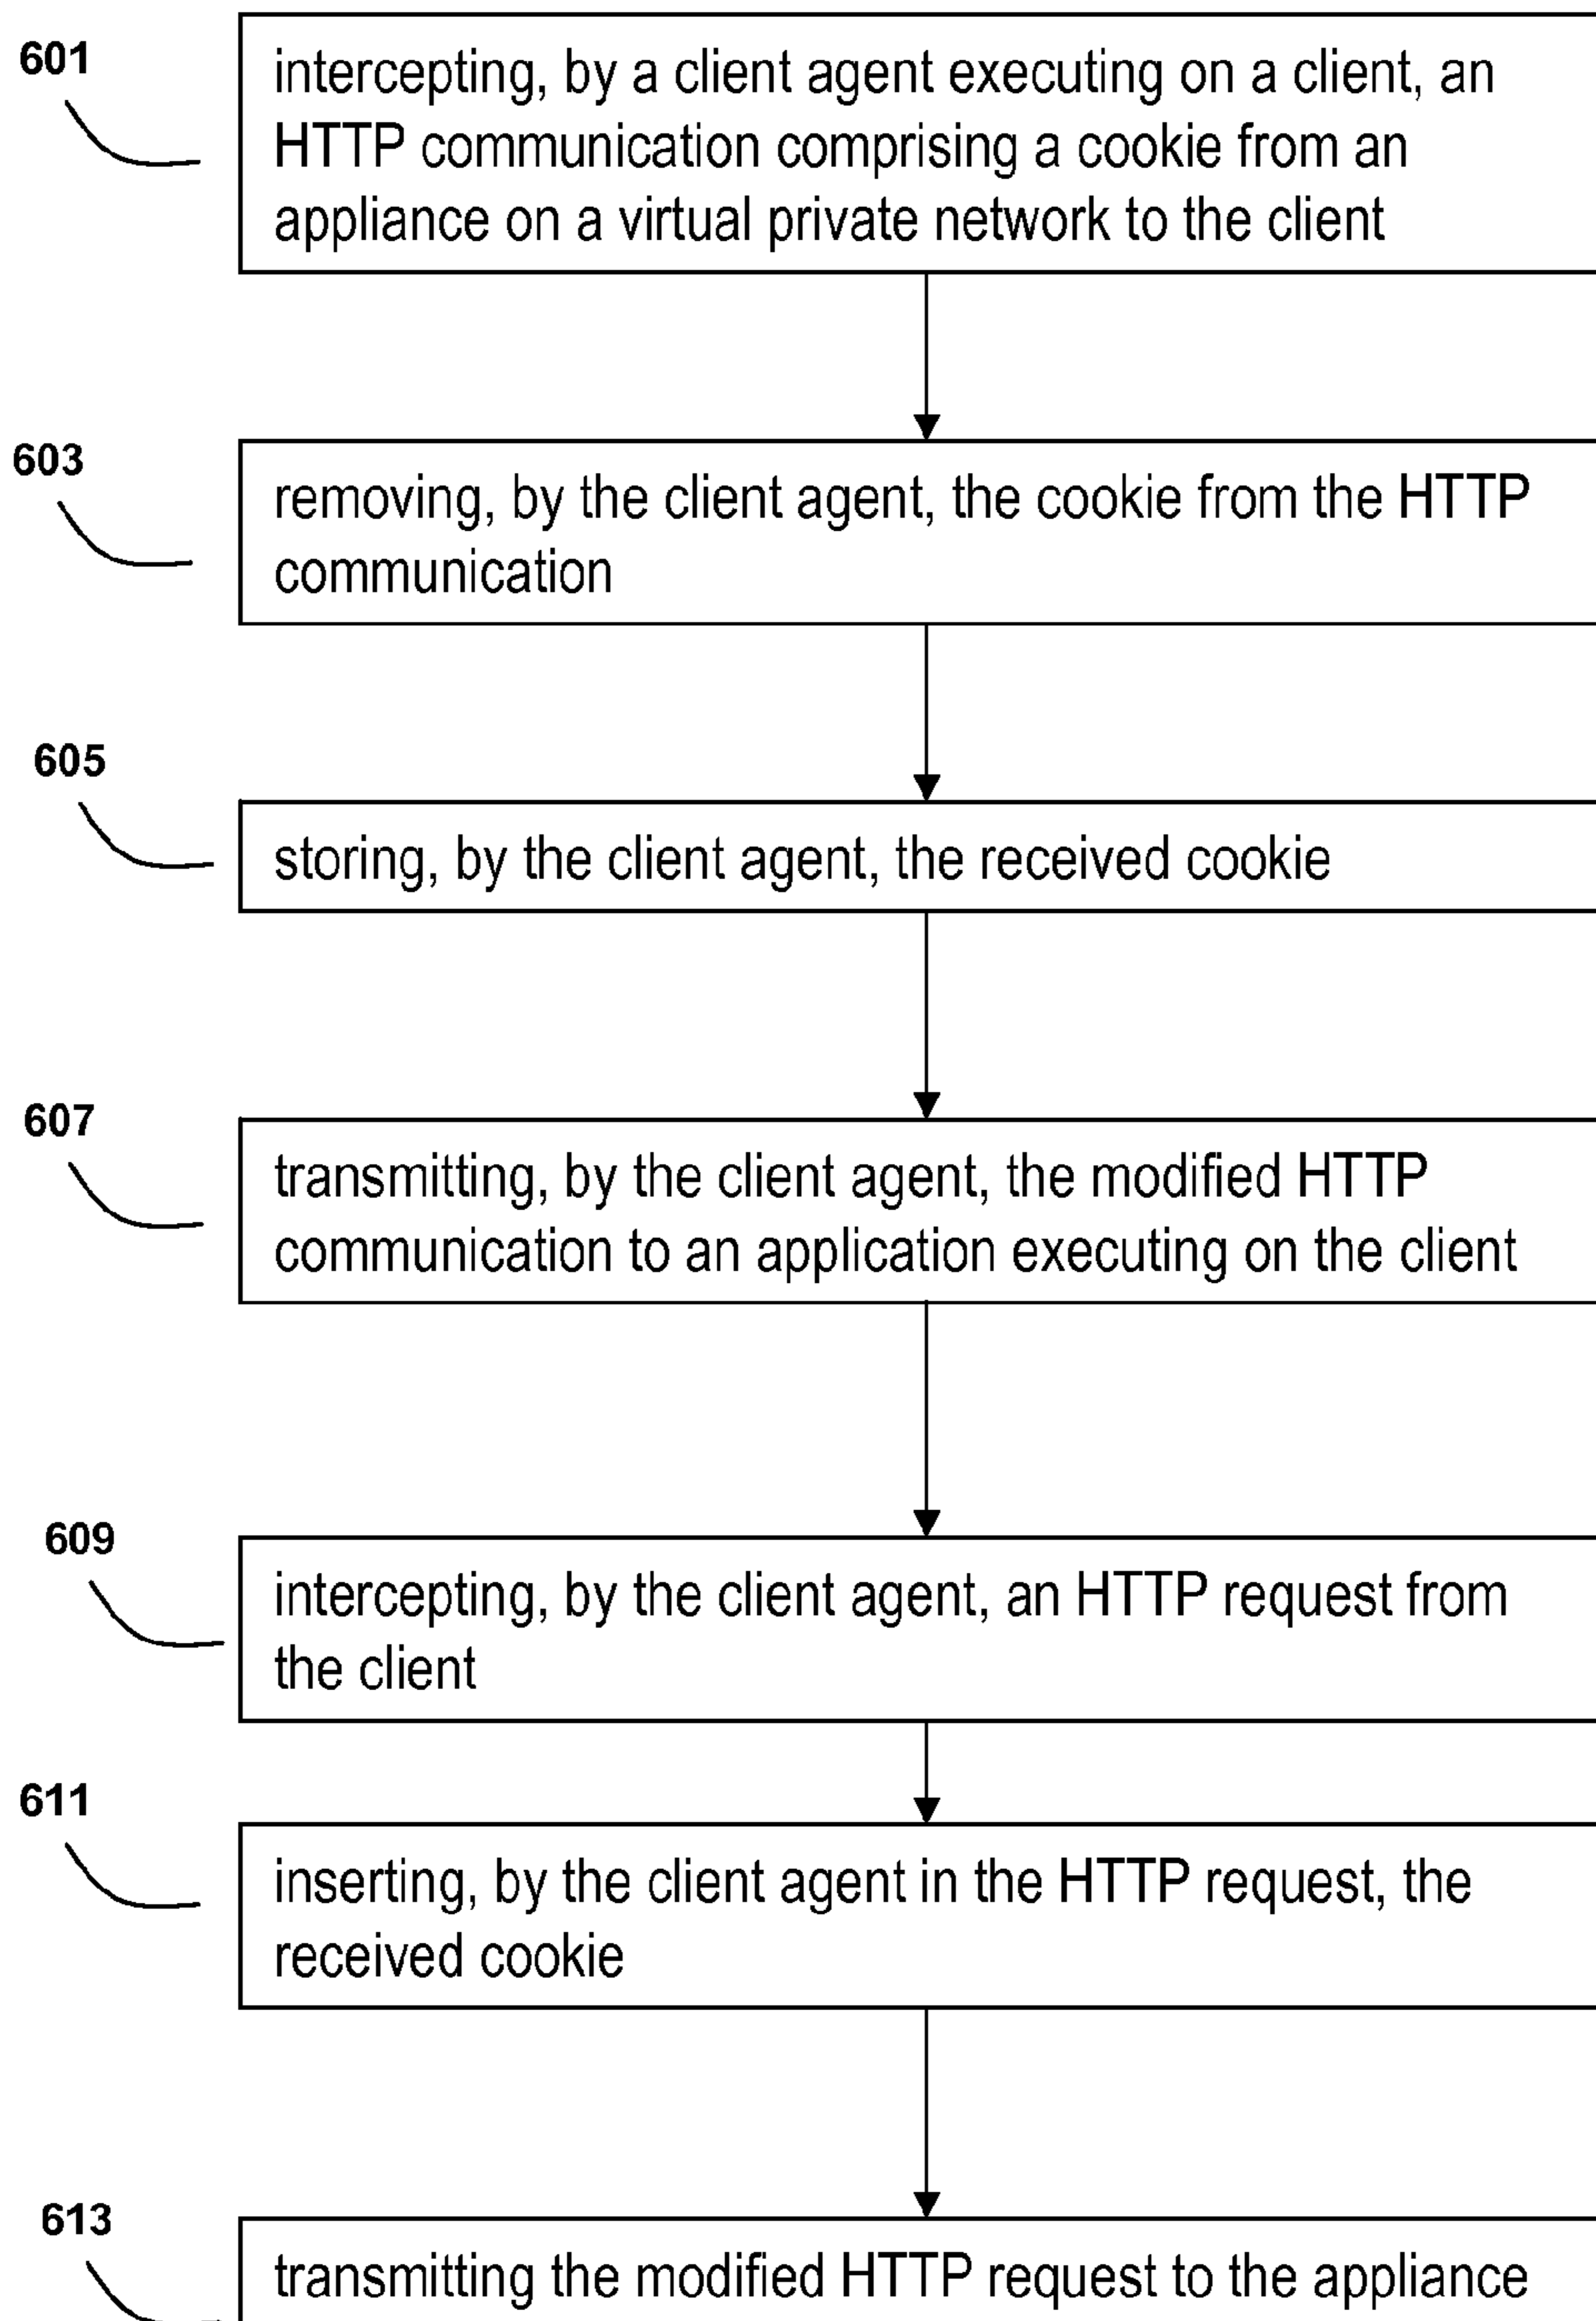 601
intercepting, by a client agent executing on a client, an
HTTP communication comprising a cookie from an
appliance on a virtual private network to the client
603
removing, by the client agent, the cookie from the HTTP
communication
605
storing, by the client agent, the received cookie
607
transmitting, by the client agent, the modified HTTP
communication to an application executing on the client
609
intercepting, by the client agent, an HTTP request from
the client
611
inserting, by the client agent in the HTTP request, the
received cookie
613
transmitting the modified HTTP request to the appliance